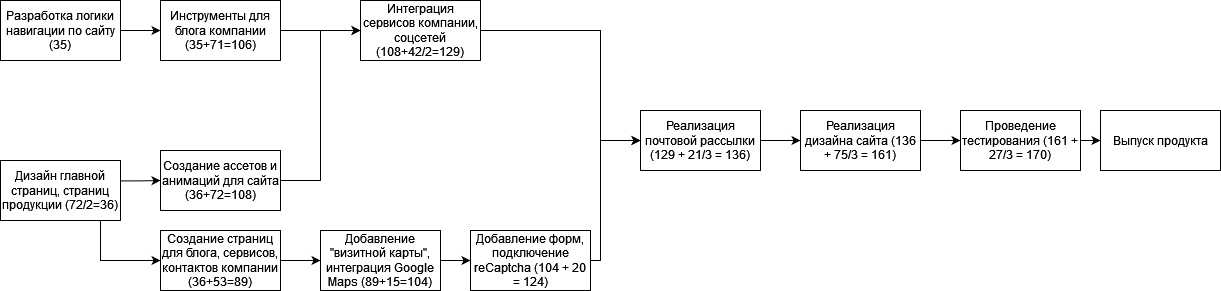 Разработка логики
навигации по сайту
(35)
Инструменты для
блога компании
(35+71=106)
Интеграция
сервисов компании,
соцсетей
(108+42/2=129)
Реализация
почтовой рассылки
(129 + 21/3 = 136)
Реализация
дизайна сайта (136
+ 75/3 = 161)
Проведение
тестирования (161 +
27/3 = 170)
Выпуск продукта
Дизайн главной
страниц, страниц
продукции (72/2=36)
Создание ассетов и
анимаций для сайта
(36+72=108)
Создание страниц
для блога, сервисов,
контактов компании
(36+53=89)
Добавление
"визитной карты",
интеграция Google
Maps (89+15=104)
Добавление форм,
подключение
reCaptcha (104 + 20
= 124)